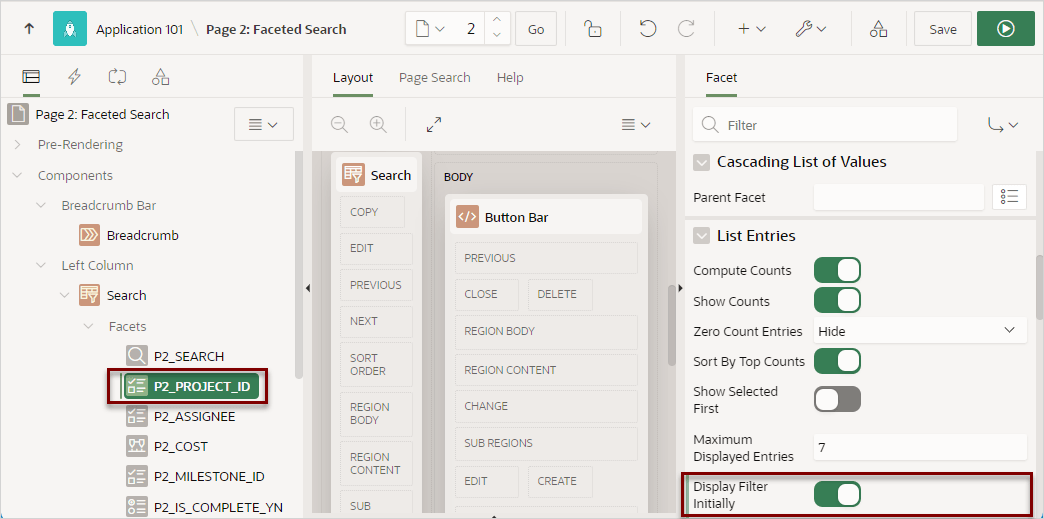 Application 101 \ Page 2: Faceted Search
2
Go
Save
Page 2: Faceted Search
Pre-Rendering
Components
Breadcrumb Bar
Breadcrumb
Left Column
Search
Facets
P2_SEARCH
P2_PROJECT_ID
P2_ASSIGNEE
P2_COST
P2_MILESTONE_ID
P2_IS_COMPLETE_YN
Layout Page Search Help
Search
COPY
EDIT
PREVIOUS
NEXT
SORT
ORDER
REGION
BODY
REGION
CONTENT
SUB
BODY
Button Bar
PREVIOUS
CLOSE DELETE
REGION BODY
REGION CONTENT
CHANGE
SUB REGIONS
EDIT CREATE
Facet
Filter
Cascading List of Values
Parent Facet
List Entries
Compute Counts
Show Counts
Zero Count Entries Hide
Sort By Top Counts
Show Selected
First
Maximum
Displayed Entries 7
Display Filter
Initially